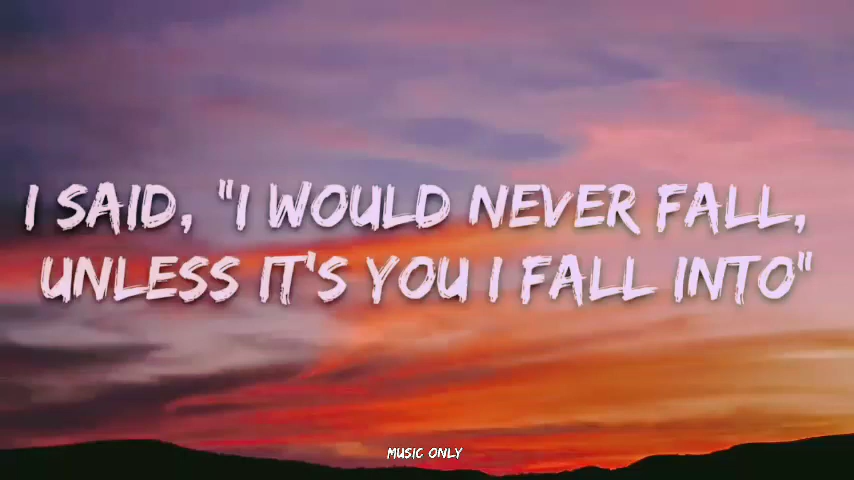 I SAID, "I WOULD NEVER FALL,
UNLESS IT'S YOU I FALL INTO"
MUSIC ONLY